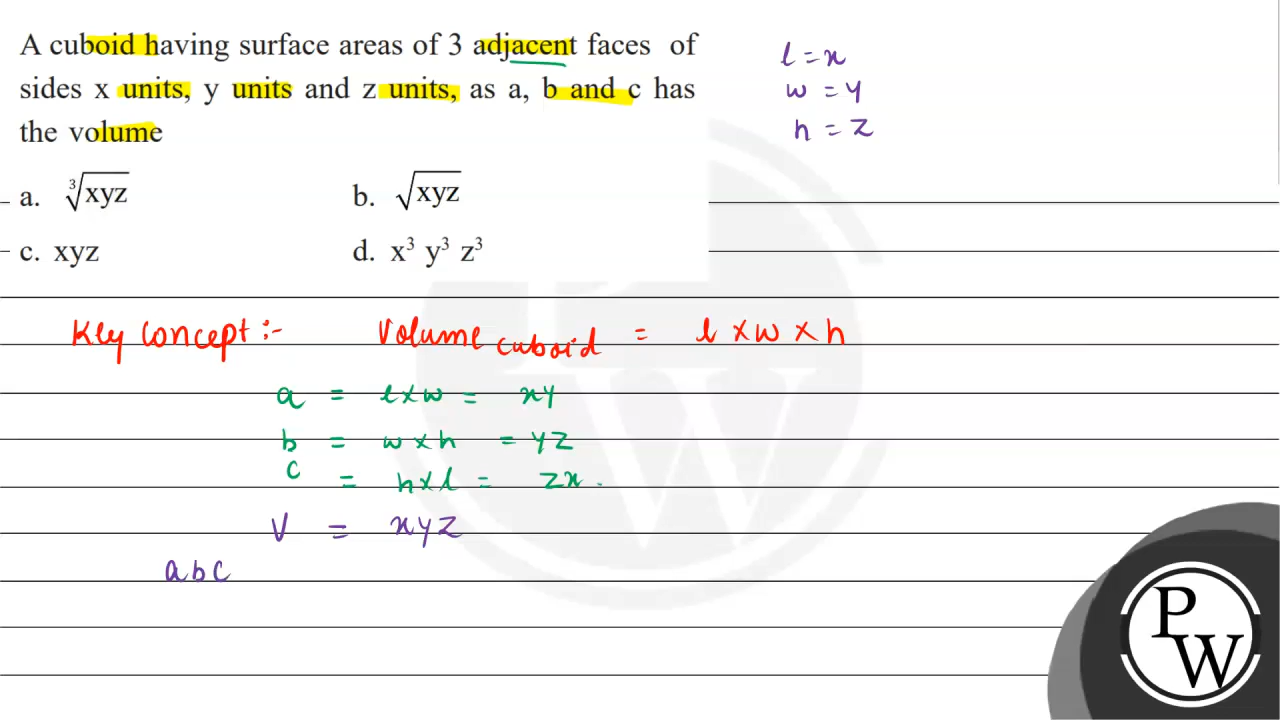 A cuboid having surface areas of 3 adjacent faces of
sides x units, y units and z units, as a, b and c has
the volume
a. ∛xyz
b. √xyz
c. xyz
d. x³ y³ z³
l = x
w = y
h = z
Key concept :- Volume cuboid = l × w × h
a = l × w = xy
b = w × h = yz
c = h × l = zx .
V = xyz
abc
PW